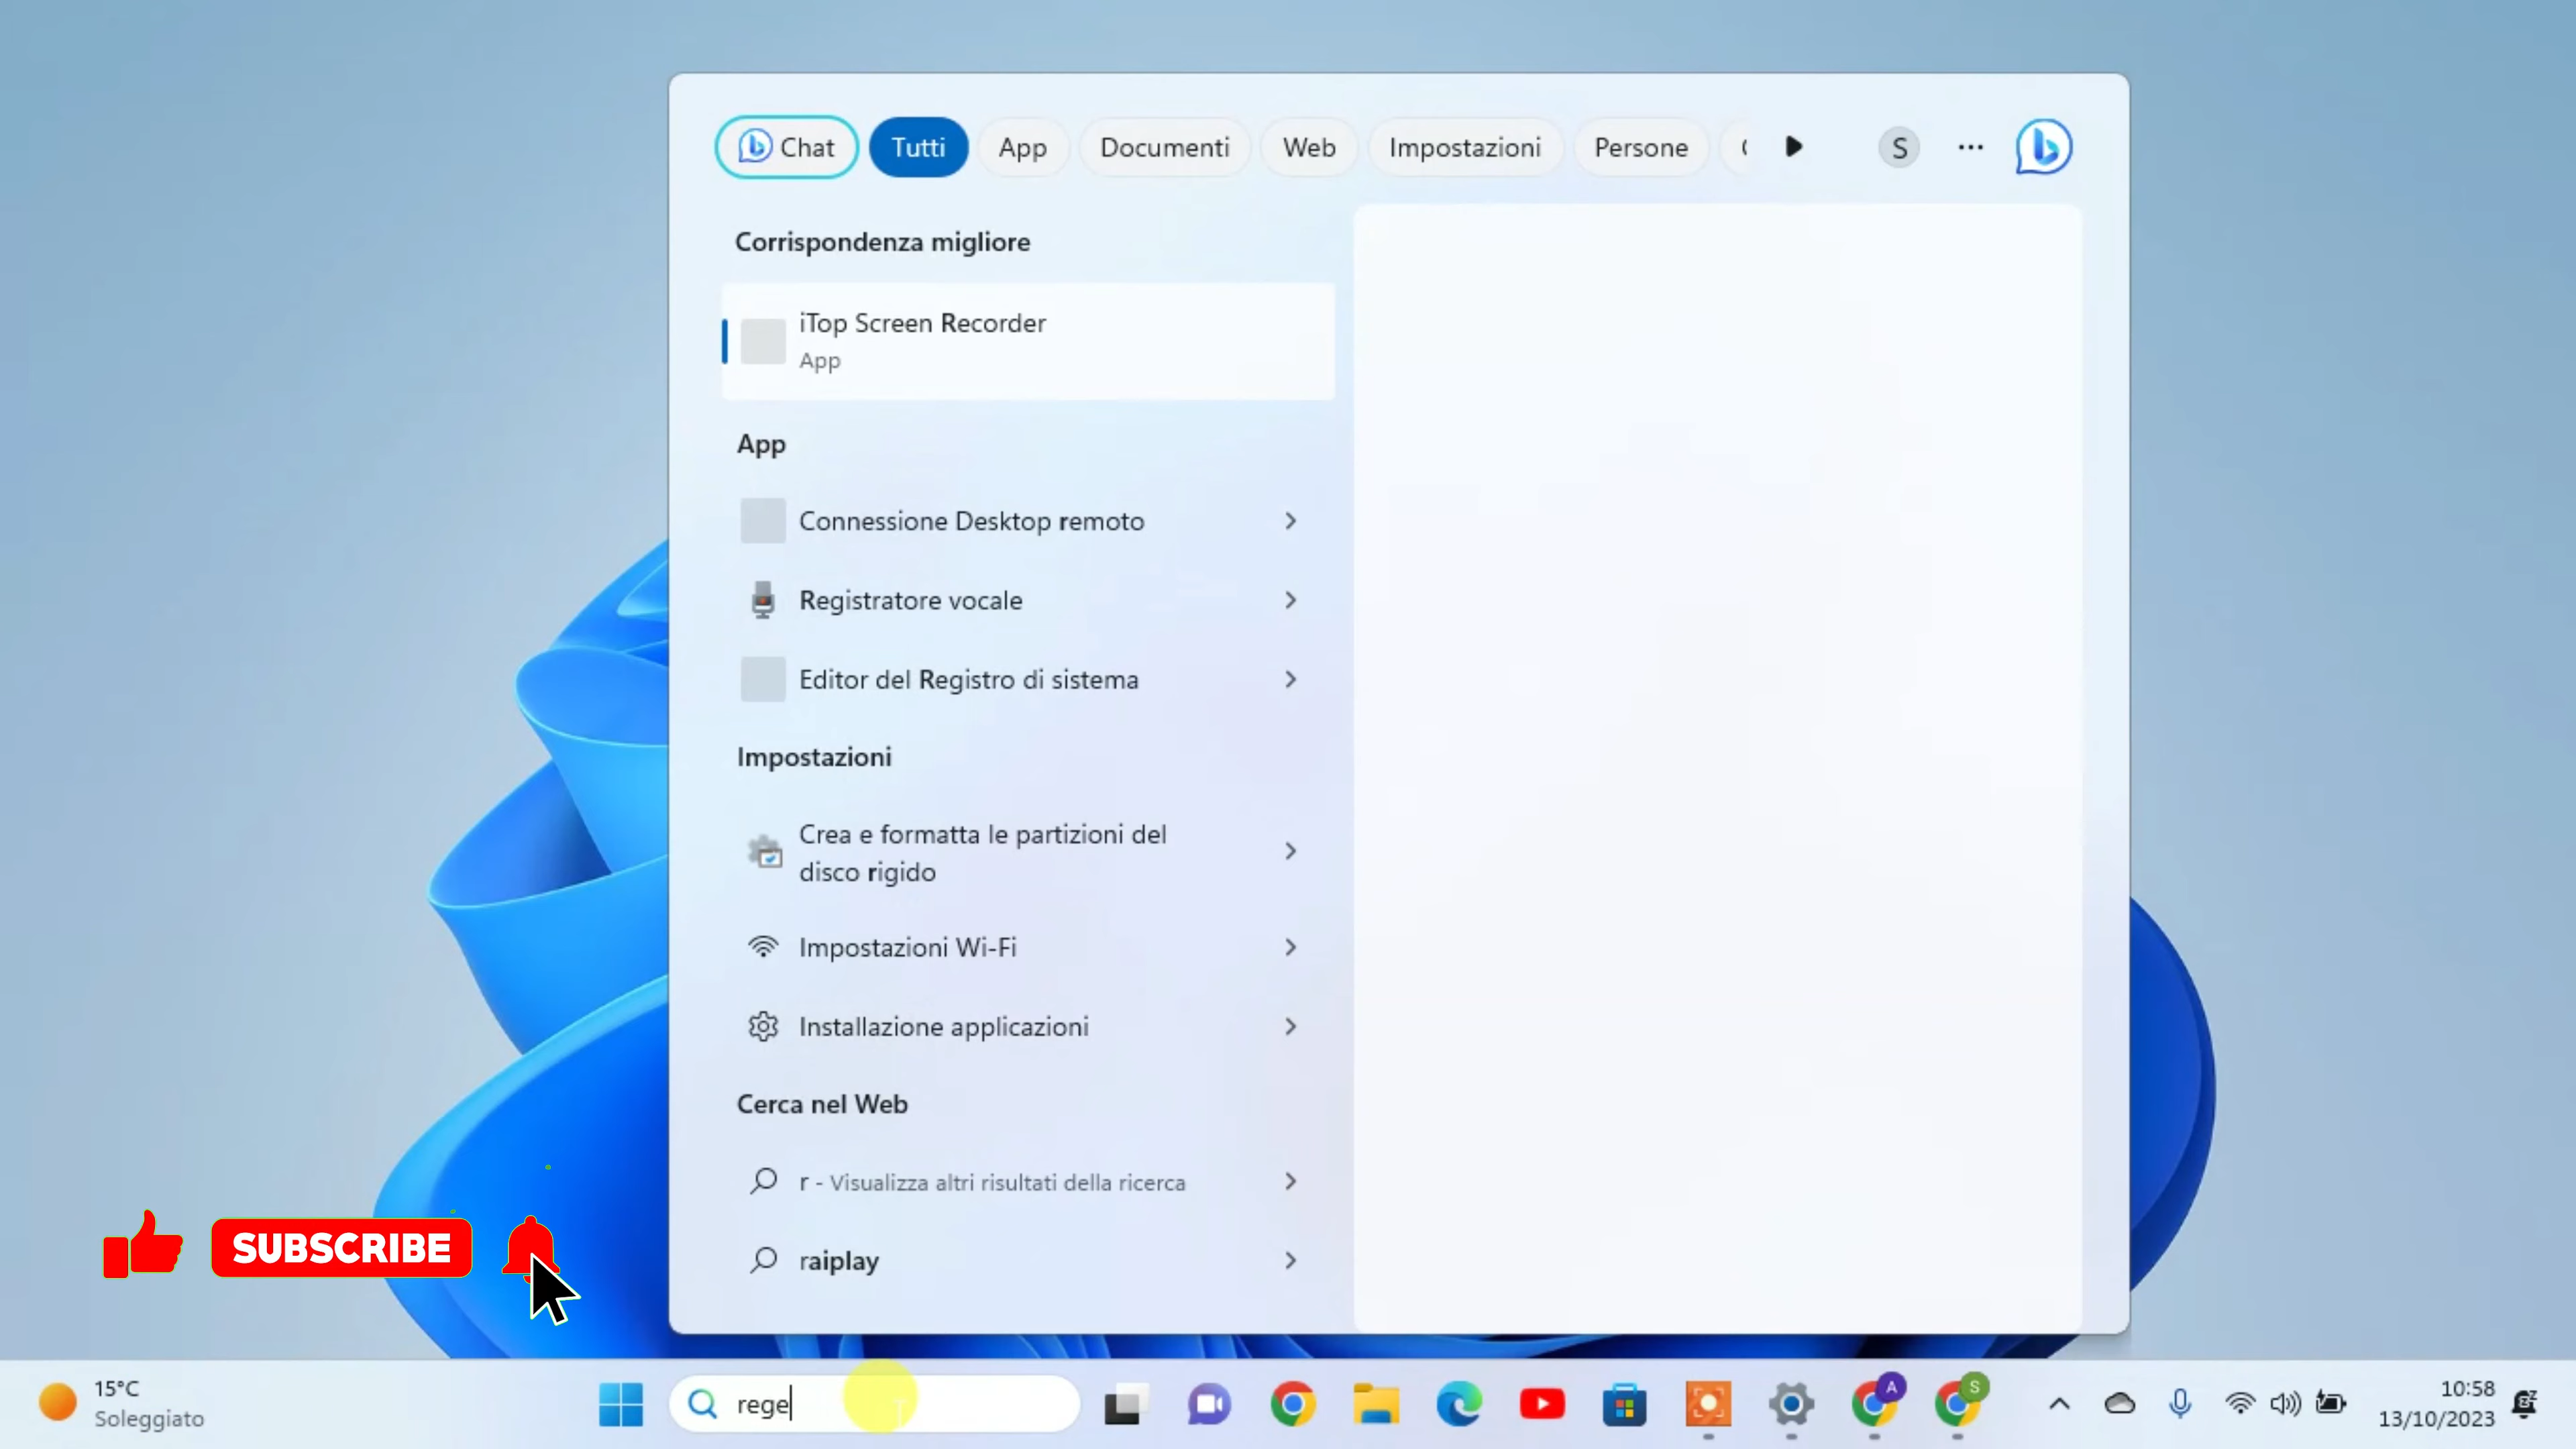 Chat
Tutti
App
Documenti
Web
Impostazioni
Persone
S
Corrispondenza migliore
iTop Screen Recorder
App
App
Connessione Desktop remoto
Registratore vocale
Editor del Registro di sistema
Impostazioni
Crea e formatta le partizioni del
disco rigido
Impostazioni Wi-Fi
Installazione applicazioni
Cerca nel Web
r - Visualizza altri risultati della ricerca
raiplay
SUBSCRIBE
15°C
Soleggiato
rege
A
S
10:58
13/10/2023